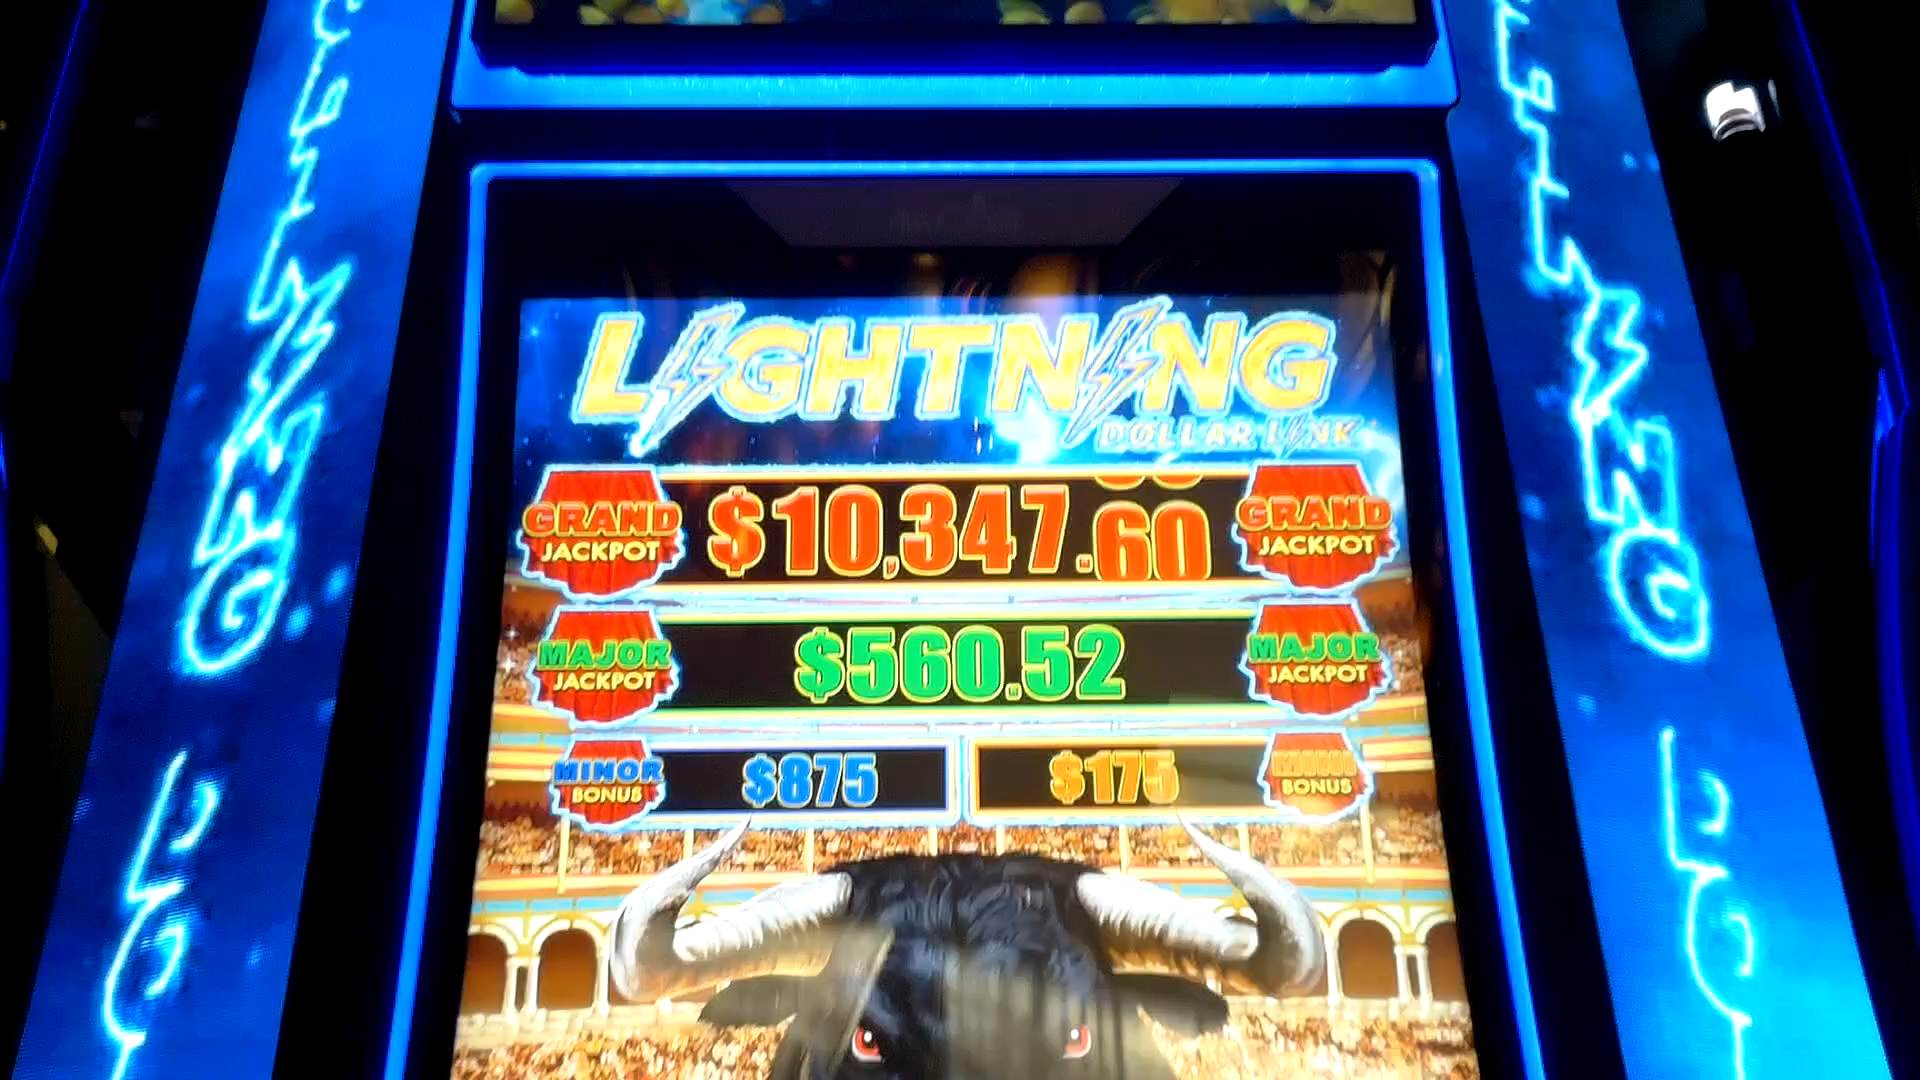 LIGHTNING
DOLLAR LINK
GRAND JACKPOT $10,347.60 GRAND JACKPOT
MAJOR JACKPOT $560.52 MAJOR JACKPOT
MINOR BONUS $875 $175 MINI BONUS